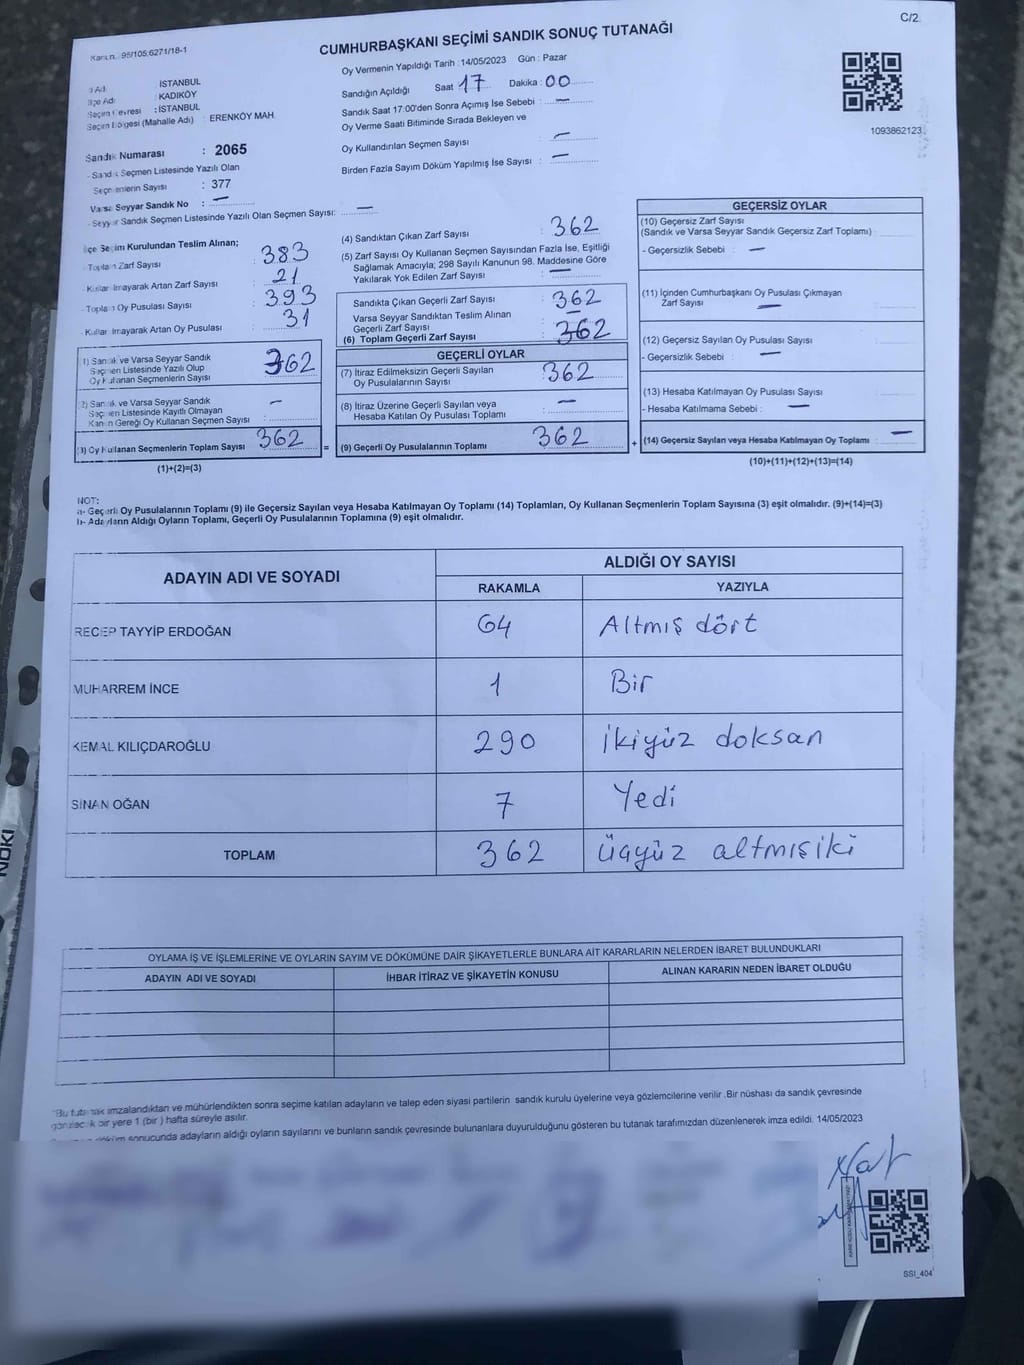 C/2
Kanun: 95/105,6271/18-1
CUMHURBAŞKANI SEÇİMİ SANDIK SONUÇ TUTANAĞI
Oy Vermenin Yapıldığı Tarih : 14/05/2023 Gün : Pazar
İl Adı : İSTANBUL
İlçe Adı : KADIKÖY
Seçim Çevresi : İSTANBUL
Seçim Bölgesi (Mahalle Adı) : ERENKÖY MAH.
Sandığın Açıldığı Saat 17 Dakika : 00
Sandık Saat 17:00'den Sonra Açımış İse Sebebi : —
Oy Verme Saati Bitiminde Sırada Bekleyen ve
Oy Kullandırılan Seçmen Sayısı : —
Birden Fazla Sayım Döküm Yapılmış İse Sayısı : —
1093862123
Sandık Numarası : 2065
- Sandık Seçmen Listesinde Yazılı Olan
Seçmenlerin Sayısı : 377
Varsa Seyyar Sandık No : —
- Seyyar Sandık Seçmen Listesinde Yazılı Olan Seçmen Sayısı: —
İlçe Seçim Kurulundan Teslim Alınan;
- Toplam Zarf Sayısı : 383
- Kullanılmayarak Artan Zarf Sayısı : 21
- Toplam Oy Pusulası Sayısı : 393
- Kullanılmayarak Artan Oy Pusulası : 31
(1) Sandık ve Varsa Seyyar Sandık
Seçmen Listesinde Yazılı Olup
Oy Kullanan Seçmenlerin Sayısı : 362
(2) Sandık ve Varsa Seyyar Sandık
Seçmen Listesinde Kayıtlı Olmayan
Kanun Gereği Oy Kullanan Seçmen Sayısı : —
(3) Oy Kullanan Seçmenlerin Toplam Sayısı 362
(1)+(2)=(3)
=
(4) Sandıktan Çıkan Zarf Sayısı : 362
(5) Zarf Sayısı Oy Kullanan Seçmen Sayısından Fazla İse, Eşitliği
Sağlamak Amacıyla; 298 Sayılı Kanunun 98. Maddesine Göre
Yakılarak Yok Edilen Zarf Sayısı : —
Sandıkta Çıkan Geçerli Zarf Sayısı : 362
Varsa Seyyar Sandıktan Teslim Alınan
Geçerli Zarf Sayısı : —
(6) Toplam Geçerli Zarf Sayısı : 362
GEÇERLİ OYLAR
(7) İtiraz Edilmeksizin Geçerli Sayılan
Oy Pusulalarının Sayısı : 362
(8) İtiraz Üzerine Geçerli Sayılan veya
Hesaba Katılan Oy Pusulası Toplamı : —
(9) Geçerli Oy Pusulalarının Toplamı : 362
+
GEÇERSİZ OYLAR
(10) Geçersiz Zarf Sayısı
(Sandık ve Varsa Seyyar Sandık Geçersiz Zarf Toplamı) :
- Geçersizlik Sebebi : —
(11) İçinden Cumhurbaşkanı Oy Pusulası Çıkmayan
Zarf Sayısı : —
(12) Geçersiz Sayılan Oy Pusulası Sayısı :
- Geçersizlik Sebebi : —
(13) Hesaba Katılmayan Oy Pusulası Sayısı :
- Hesaba Katılmama Sebebi : —
(14) Geçersiz Sayılan veya Hesaba Katılmayan Oy Toplamı : —
(10)+(11)+(12)+(13)=(14)
NOT:
a- Geçerli Oy Pusulalarının Toplamı (9) ile Geçersiz Sayılan veya Hesaba Katılmayan Oy Toplamı (14) Toplamları, Oy Kullanan Seçmenlerin Toplam Sayısına (3) eşit olmalıdır. (9)+(14)=(3)
b- Adayların Aldığı Oyların Toplamı, Geçerli Oy Pusulalarının Toplamına (9) eşit olmalıdır.
ADAYIN ADI VE SOYADI ALDIĞI OY SAYISI
RAKAMLA YAZIYLA
RECEP TAYYİP ERDOĞAN 64 Altmış dört
MUHARREM İNCE 1 Bir
KEMAL KILIÇDAROĞLU 290 İkiyüz doksan
SİNAN OĞAN 7 Yedi
TOPLAM 362 Üçyüz altmışiki
OYLAMA İŞ VE İŞLEMLERİNE VE OYLARIN SAYIM VE DÖKÜMÜNE DAİR ŞİKAYETLERLE BUNLARA AİT KARARLARIN NELERDEN İBARET BULUNDUKLARI
ADAYIN ADI VE SOYADI İHBAR İTİRAZ VE ŞİKAYETİN KONUSU ALINAN KARARIN NEDEN İBARET OLDUĞU
"Bu tutanak imzalandıktan ve mühürlendikten sonra seçime katılan adayların ve talep eden siyasi partilerin sandık kurulu üyelerine veya gözlemcilerine verilir .Bir nüshası da sandık çevresinde
görülecek bir yere 1 (bir ) hafta süreyle asılır.
döküm sonucunda adayların aldığı oyların sayılarını ve bunların sandık çevresinde bulunanlara duyurulduğunu gösteren bu tutanak tarafımızdan düzenlenerek imza edildi. 14/05/2023
SSI_404
NOKI